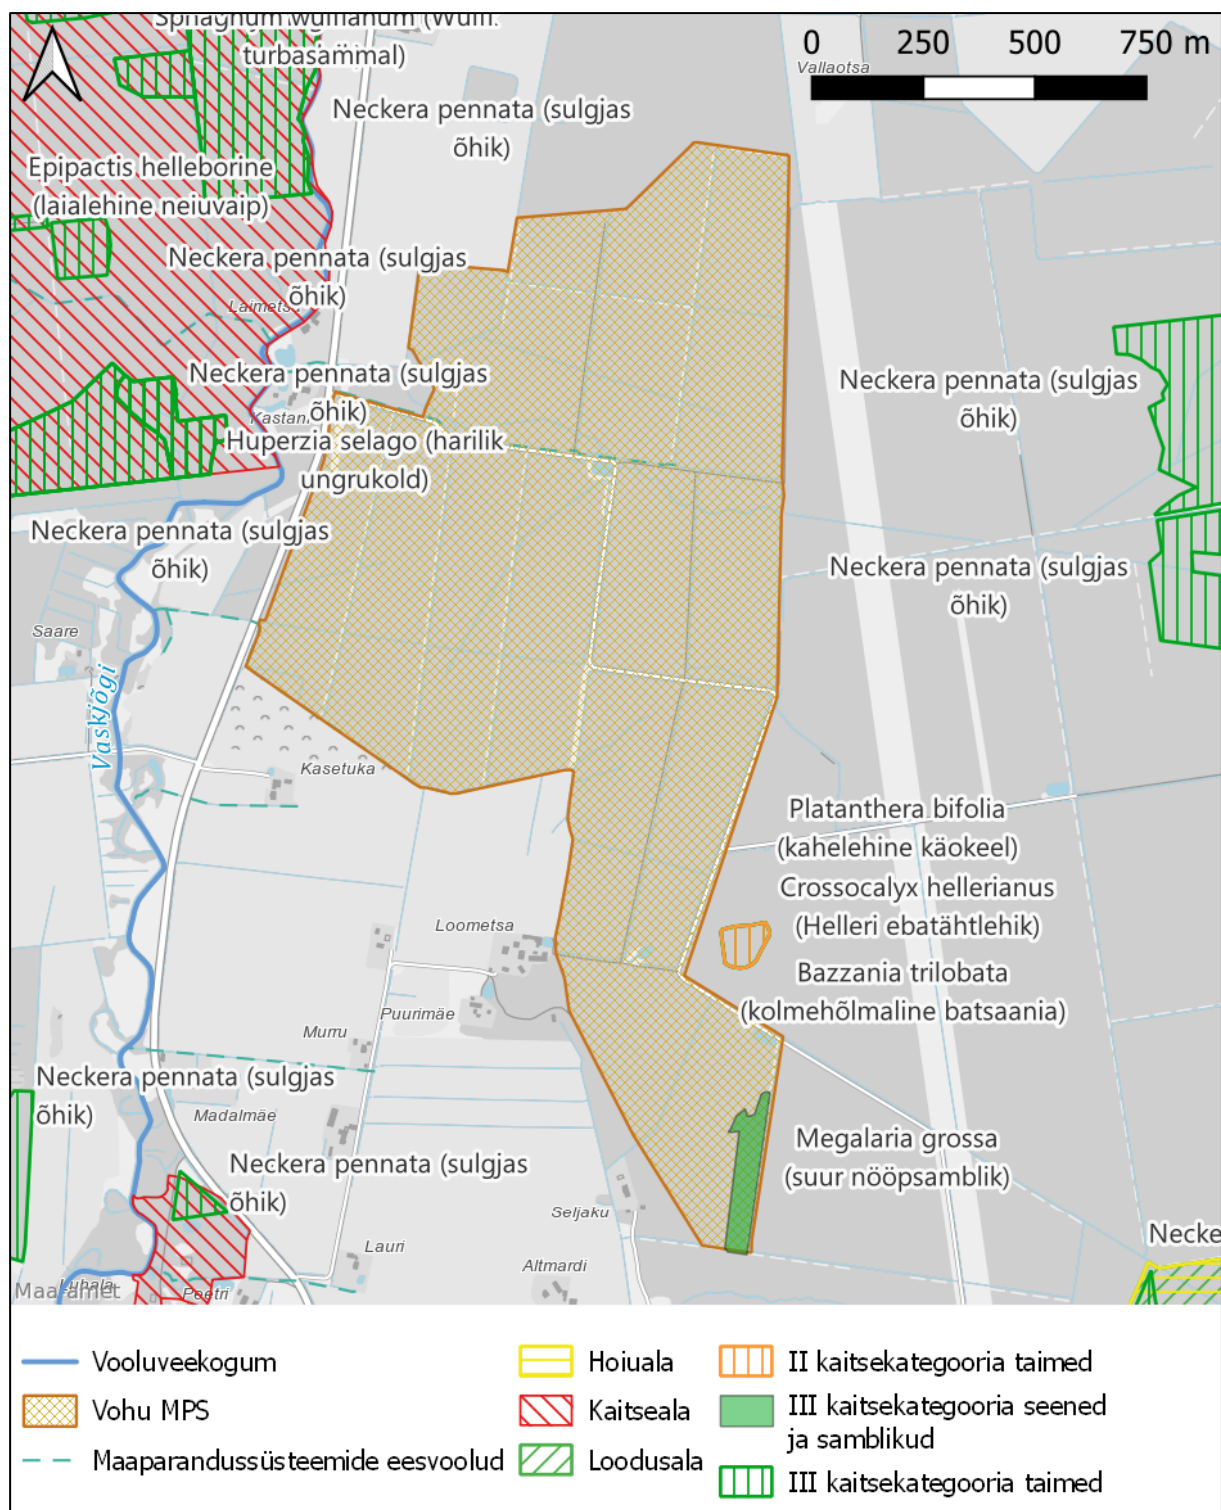 Sphagnum wulfianum (Wulfi.
turbasammal)
0 250 500 750 m
Vallaotsa
Neckera pennata (sulgjas
õhik)
Epipactis helleborine
(laialehine neiuvaip)
Neckera pennata (sulgjas
õhik)
Laimetsa
Neckera pennata (sulgjas
õhik)
Neckera pennata (sulgjas
õhik)
Huperzia selago (harilik
ungrukold)
Neckera pennata (sulgjas
õhik)
Neckera pennata (sulgjas
õhik)
Saare
Vaskjõgi
Kasetuka
Platanthera bifolia
(kahelehine käokeel)
Crossocalyx hellerianus
(Helleri ebatähtlehik)
Loometsa
Bazzania trilobata
(kolmehõlmaline batsaania)
Puurimäe
Murru
Neckera pennata (sulgjas
õhik)
Madalmäe
Megalaria grossa
(suur nööpsamblik)
Neckera pennata (sulgjas
õhik)
Seljaku
Lauri
Altmardi
Necke
Maaamet
Peetri
Vooluveekogum
Vohu MPS
Maaparandussüsteemide eesvoolud
Hoiuala
Kaitseala
Loodusala
II kaitsekategooria taimed
III kaitsekategooria seened
ja samblikud
III kaitsekategooria taimed